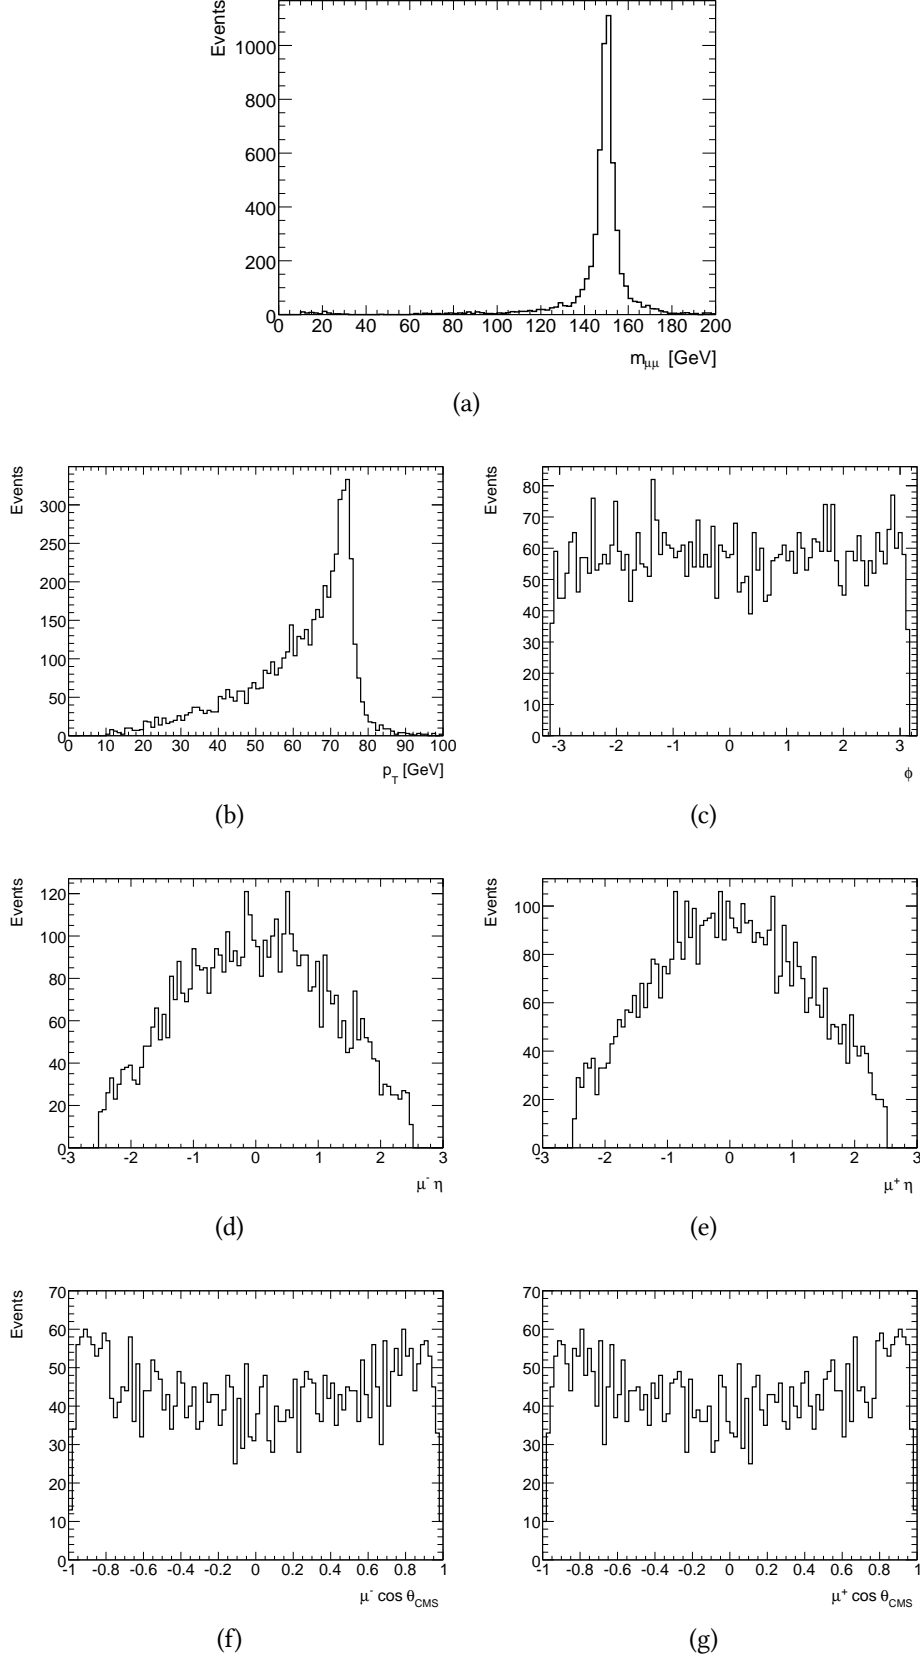 Events
1000
800
600
400
200
0
0 20 40 60 80 100 120 140 160 180 200
m_μμ [GeV]
(a)
Events
300
250
200
150
100
50
0
0 10 20 30 40 50 60 70 80 90 100
p_T [GeV]
(b)
Events
80
70
60
50
40
30
20
10
0
-3 -2 -1 0 1 2 3
ϕ
(c)
Events
120
100
80
60
40
20
0
-3 -2 -1 0 1 2 3
μ⁻ η
(d)
Events
100
80
60
40
20
0
-3 -2 -1 0 1 2 3
μ⁺ η
(e)
Events
70
60
50
40
30
20
10
0
-1 -0.8 -0.6 -0.4 -0.2 0 0.2 0.4 0.6 0.8 1
μ⁻ cos θ_CMS
(f)
Events
70
60
50
40
30
20
10
0
-1 -0.8 -0.6 -0.4 -0.2 0 0.2 0.4 0.6 0.8 1
μ⁺ cos θ_CMS
(g)